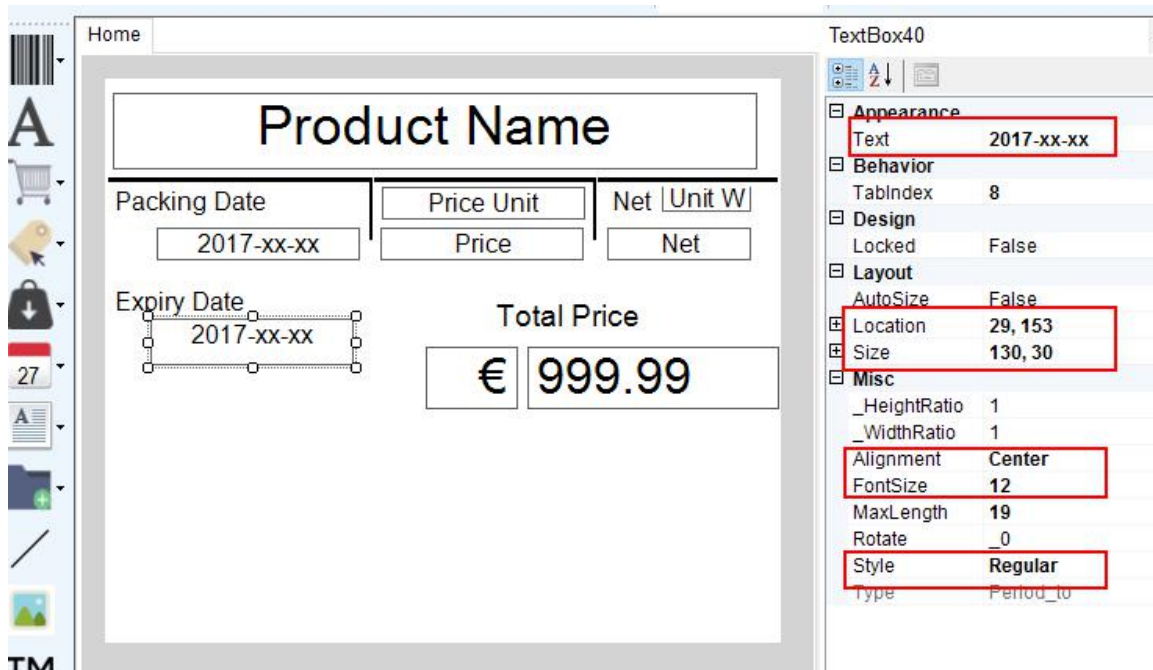 Home
Product Name
Packing Date
Price Unit
Net Unit W
2017-xx-xx
Price
Net
Expiry Date
2017-xx-xx
Total Price
€ 999.99
A
27
A
TM
TextBox40
A
Z
Appearance
Text 2017-xx-xx
Behavior
TabIndex 8
Design
Locked False
Layout
AutoSize False
Location 29, 153
Size 130, 30
Misc
_HeightRatio 1
_WidthRatio 1
Alignment Center
FontSize 12
MaxLength 19
Rotate _0
Style Regular
Type Period_to